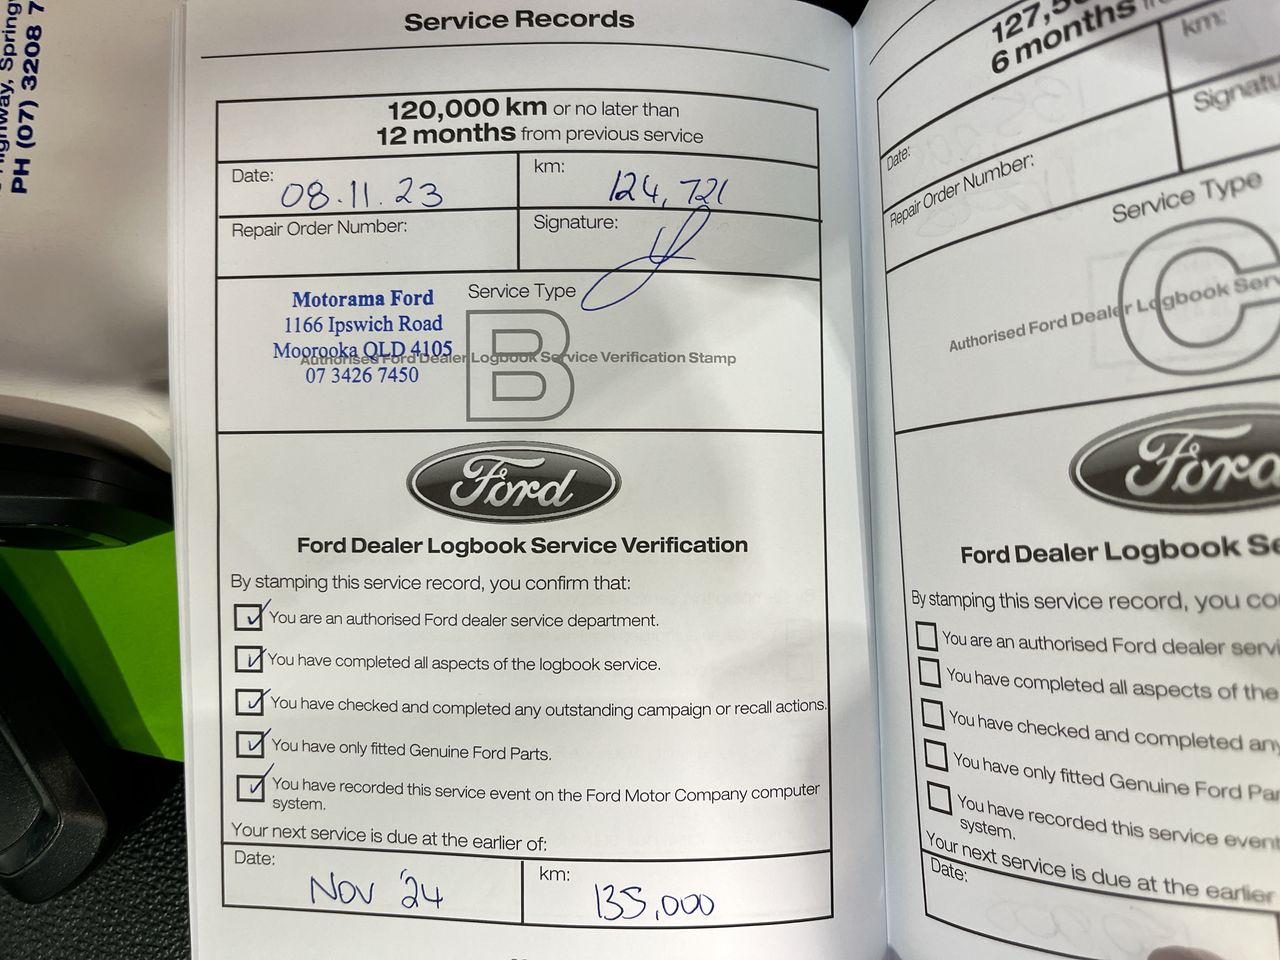 Highway, Spring
PH (07) 3208 7
Service Records
120,000 km or no later than
12 months from previous service
Date: 08.11.23
km: 124,721
Repair Order Number:
Signature:
Service Type
B
Motorama Ford
1166 Ipswich Road
Moorooka QLD 4105
07 3426 7450
Authorised Ford Dealer Logbook Service Verification Stamp
Ford
Ford Dealer Logbook Service Verification
By stamping this service record, you confirm that:
You are an authorised Ford dealer service department.
You have completed all aspects of the logbook service.
You have checked and completed any outstanding campaign or recall actions.
You have only fitted Genuine Ford Parts.
You have recorded this service event on the Ford Motor Company computer
system.
Your next service is due at the earlier of:
Date: Nov '24
km: 135,000
6 months
km:
Date:
Signatu
Repair Order Number:
Service Type
C
Authorised Ford Dealer Logbook Serv
Ford
Ford Dealer Logbook Se
By stamping this service record, you co
You are an authorised Ford dealer servi
You have completed all aspects of the
You have checked and completed any
You have only fitted Genuine Ford Par
You have recorded this service event
system.
Your next service is due at the earlier
Date: